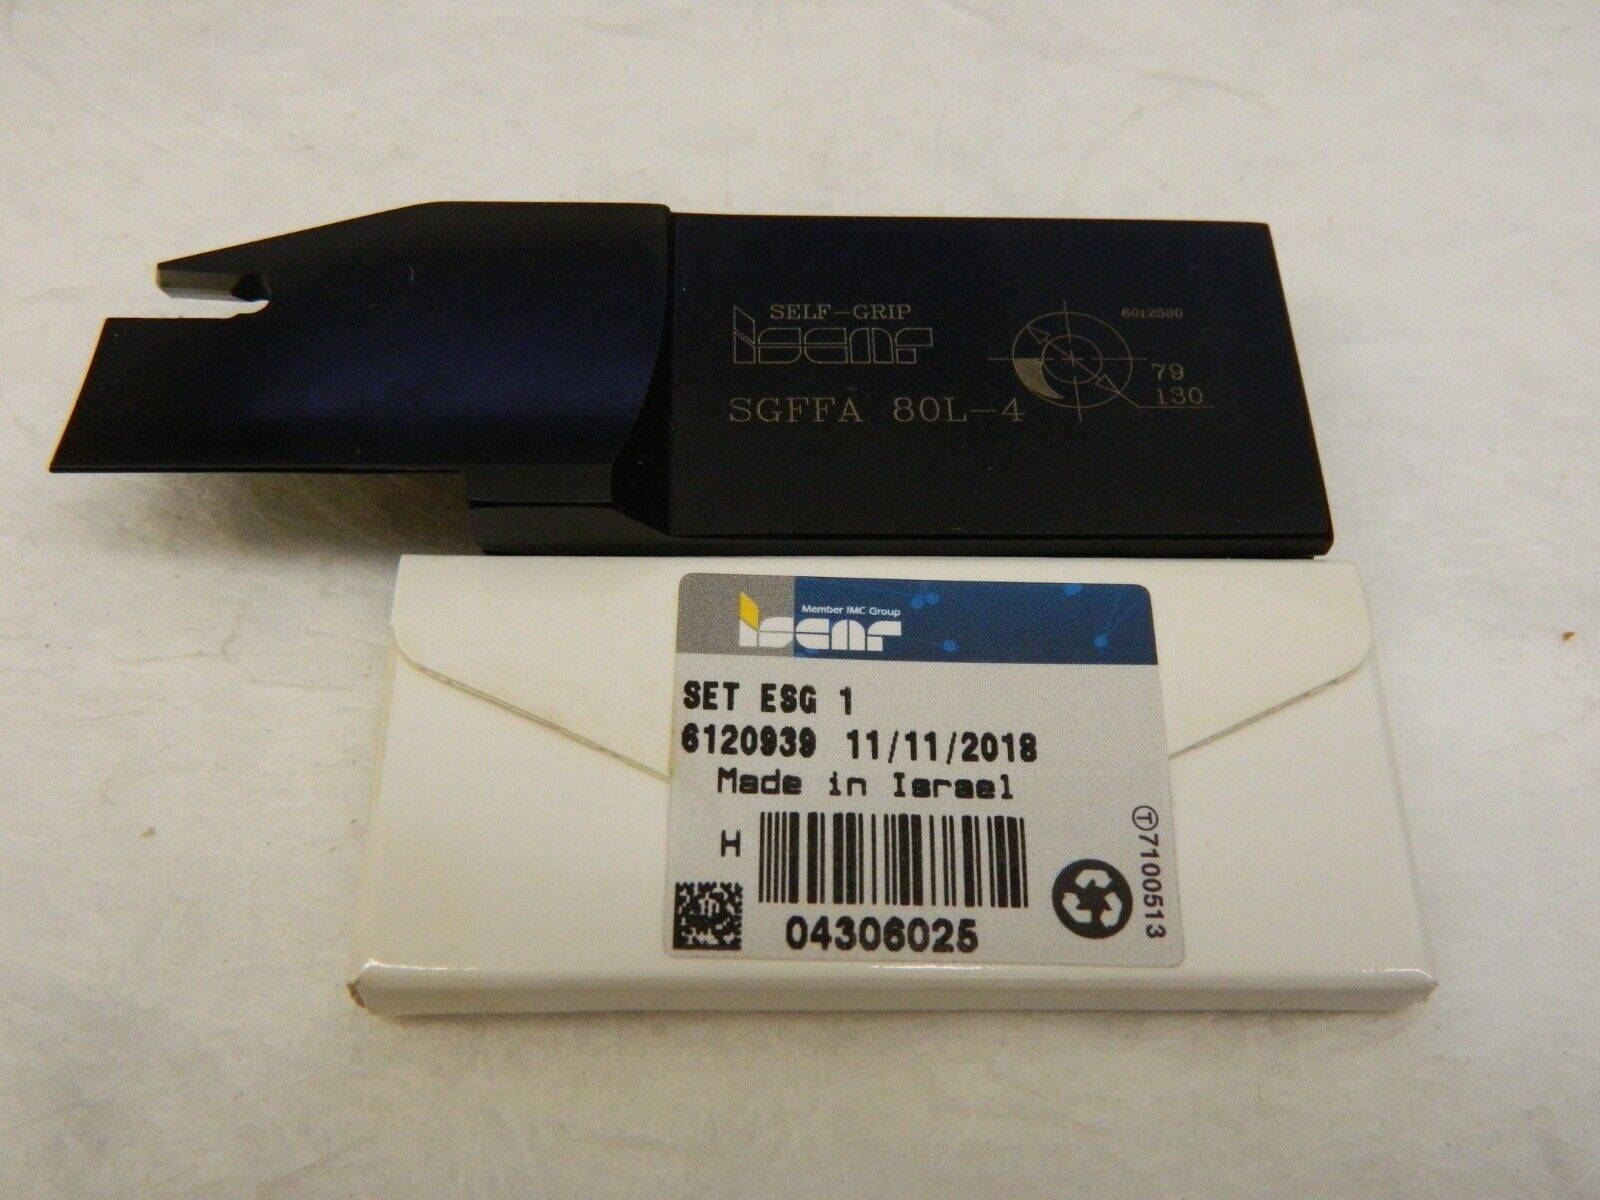 SELF-GRIP
iscar
SGFFA 80L-4
6012580
79
130
Member IMC Group
iscar
SET ESG 1
6120939 11/11/2018
Made in Israel
H
04306025
T 7100513